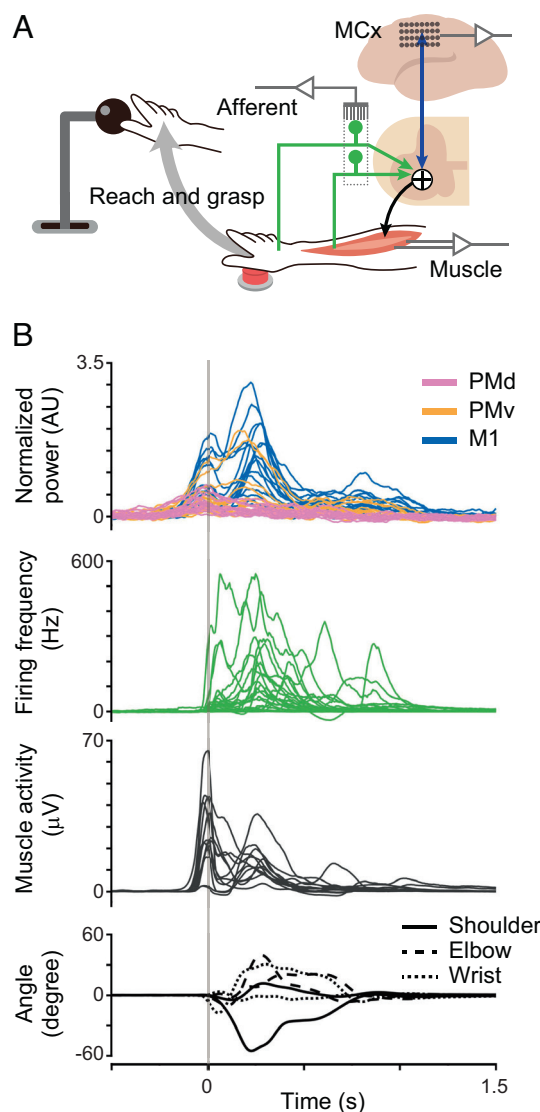 A
MCx
Afferent
Reach and grasp
Muscle
B
3.5
Normalized
power (AU)
0
PMd
PMv
M1
600
Firing frequency
(Hz)
0
70
Muscle activity
(μV)
0
60
Angle
(degree)
0
-60
Shoulder
Elbow
Wrist
0
1.5
Time (s)